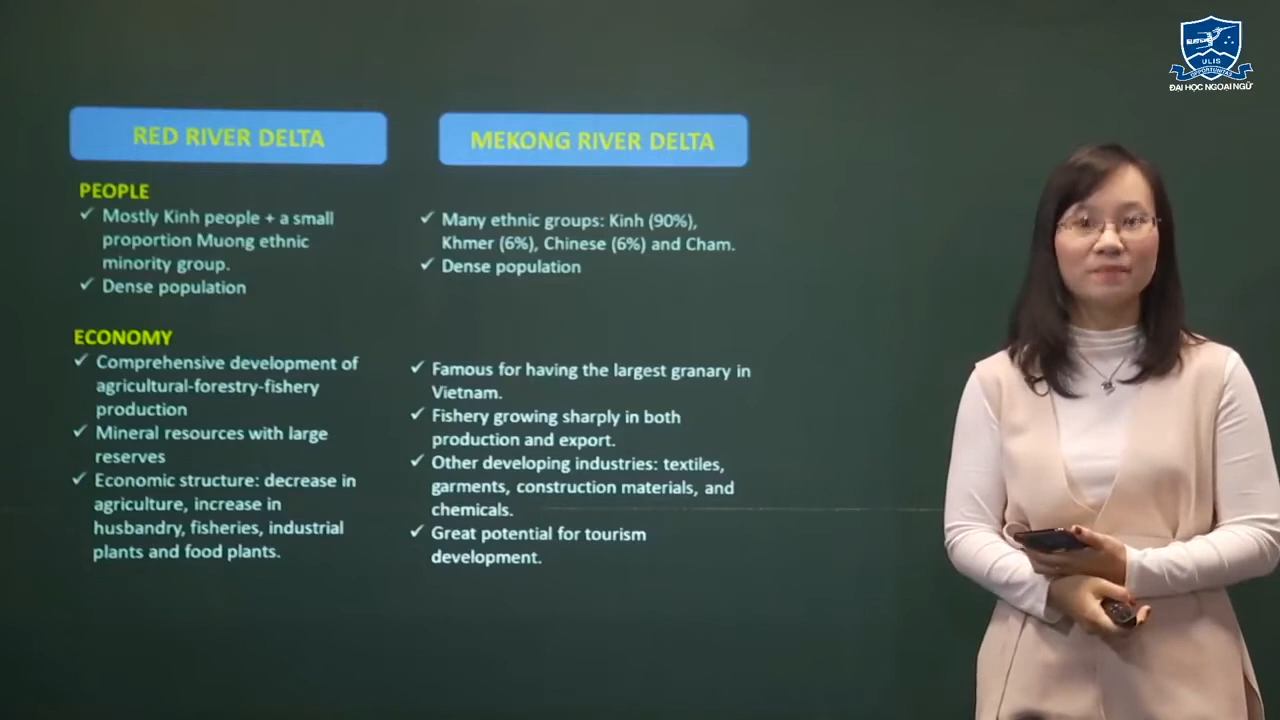 RED RIVER DELTA
PEOPLE
Mostly Kinh people + a small
proportion Muong ethnic
minority group.
Dense population
ECONOMY
Comprehensive development of
agricultural-forestry-fishery
production
Mineral resources with large
reserves
Economic structure: decrease in
agriculture, increase in
husbandry, fisheries, industrial
plants and food plants.
MEKONG RIVER DELTA
Many ethnic groups: Kinh (90%),
Khmer (6%), Chinese (6%) and Cham.
Dense population
Famous for having the largest granary in
Vietnam.
Fishery growing sharply in both
production and export.
Other developing industries: textiles,
garments, construction materials, and
chemicals.
Great potential for tourism
development.
ULIS
ĐẠI HỌC NGOẠI NGỮ